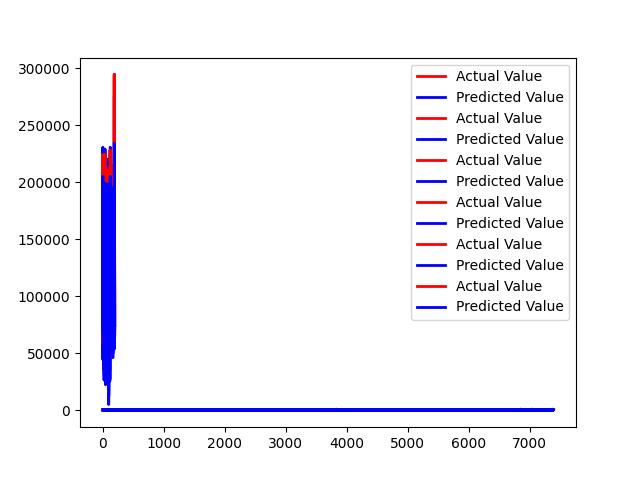 300000
250000
200000
150000
100000
50000
0
0 1000 2000 3000 4000 5000 6000 7000
Actual Value
Predicted Value
Actual Value
Predicted Value
Actual Value
Predicted Value
Actual Value
Predicted Value
Actual Value
Predicted Value
Actual Value
Predicted Value